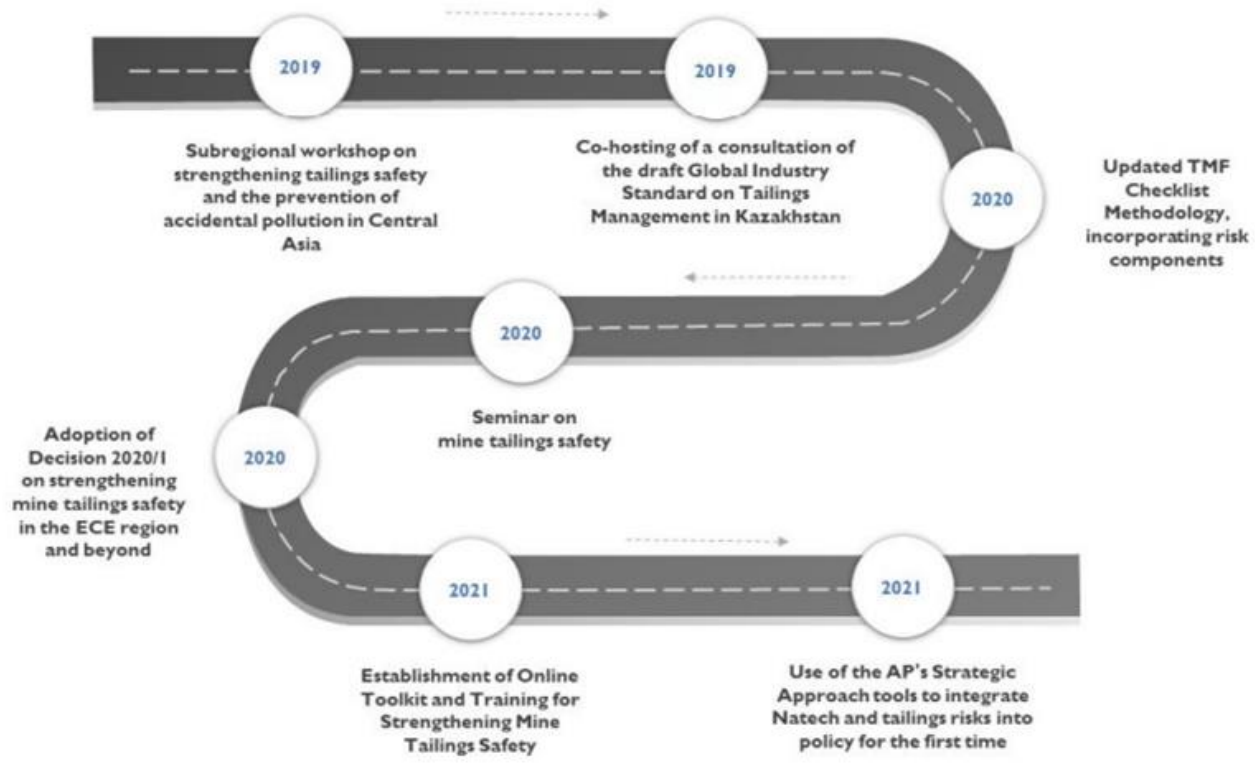 2019
Subregional workshop on
strengthening tailings safety
and the prevention of
accidental pollution in Central
Asia
2019
Co-hosting of a consultation of
the draft Global Industry
Standard on Tailings
Management in Kazakhstan
2020
Updated TMF
Checklist
Methodology,
incorporating risk
components
2020
Seminar on
mine tailings safety
2020
Adoption of
Decision 2020/1
on strengthening
mine tailings safety
in the ECE region
and beyond
2021
Establishment of Online
Toolkit and Training for
Strengthening Mine
Tailings Safety
2021
Use of the AP's Strategic
Approach tools to integrate
Natech and tailings risks into
policy for the first time